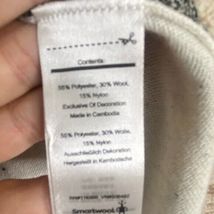 Contents:
55% Polyester, 30% Wool,
15% Nylon
Exclusive Of Decoration
Made in Cambodia
55% Polyester, 30% Wolle,
15% Nylon
Ausschließlich Dekoration
Hergestellt in Kambodscha
Smartwool